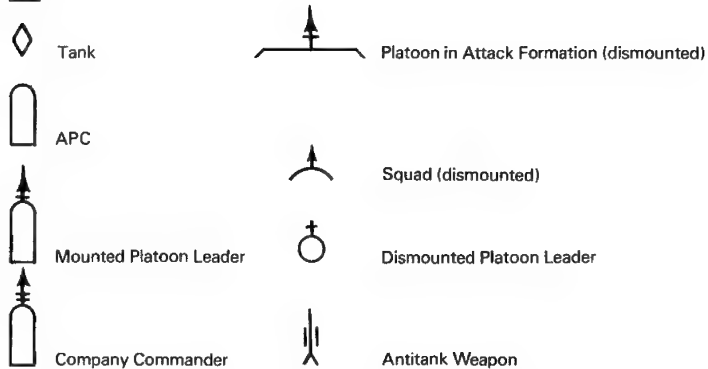 Tank
Platoon in Attack Formation (dismounted)
APC
Squad (dismounted)
Mounted Platoon Leader
Dismounted Platoon Leader
Company Commander
Antitank Weapon